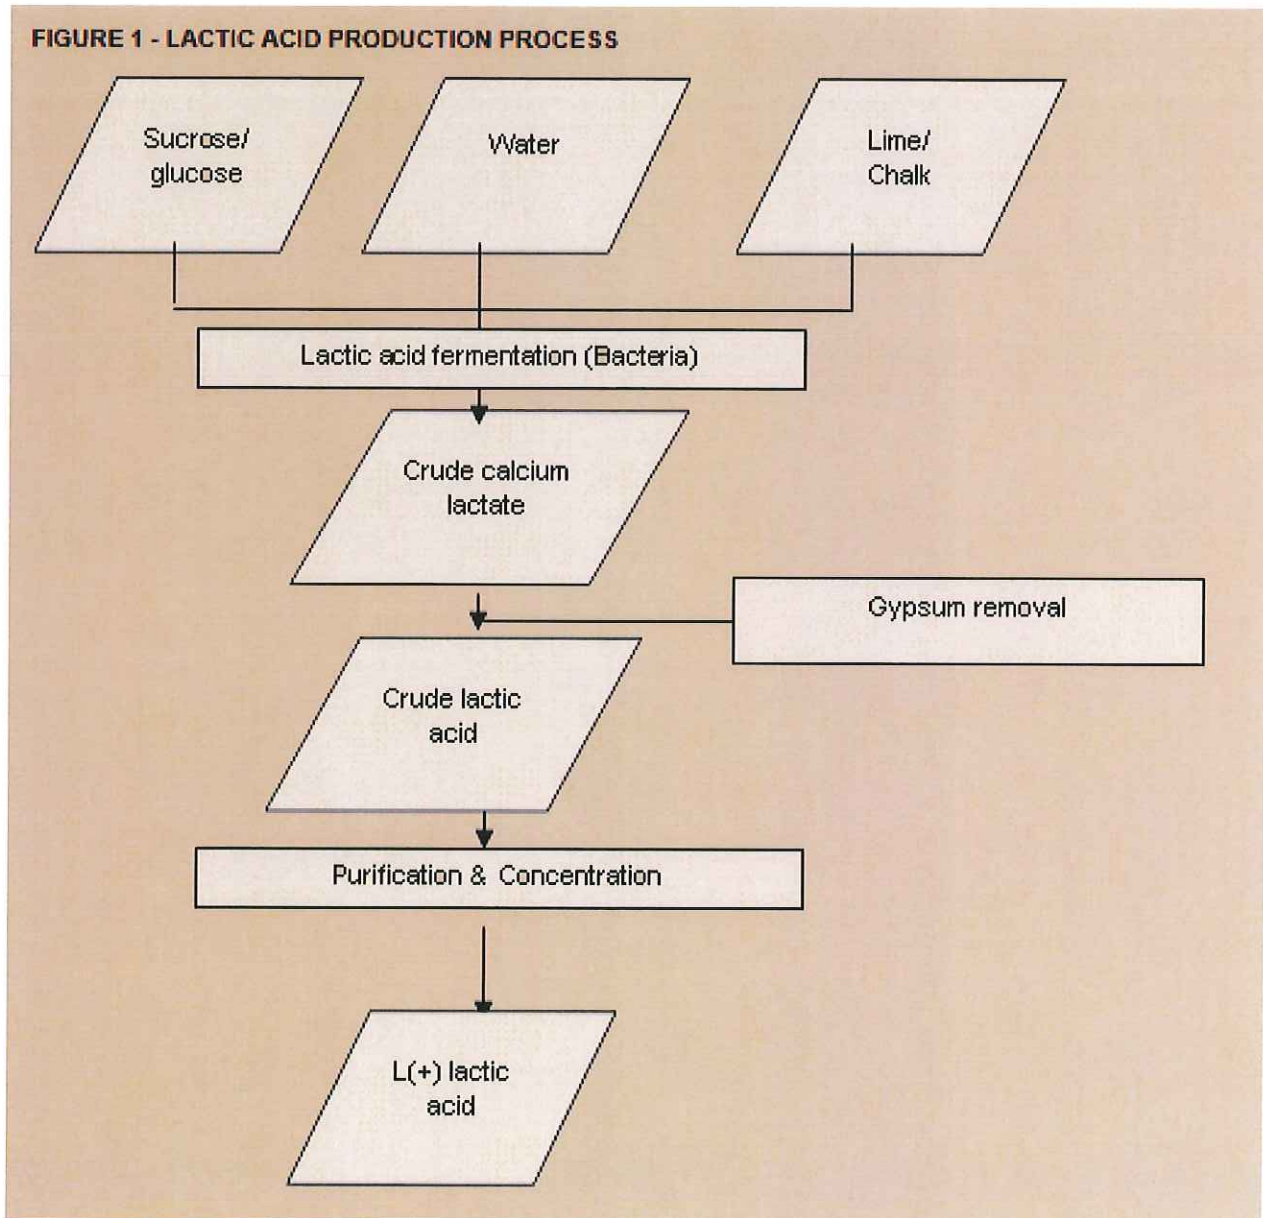 FIGURE 1 - LACTIC ACID PRODUCTION PROCESS
Sucrose/
glucose
Water
Lime/
Chalk
Lactic acid fermentation (Bacteria)
Crude calcium
lactate
Gypsum removal
Crude lactic
acid
Purification & Concentration
L(+) lactic
acid